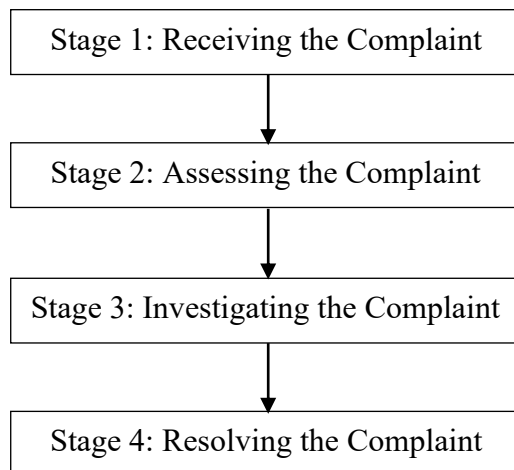 Stage 1: Receiving the Complaint
Stage 2: Assessing the Complaint
Stage 3: Investigating the Complaint
Stage 4: Resolving the Complaint